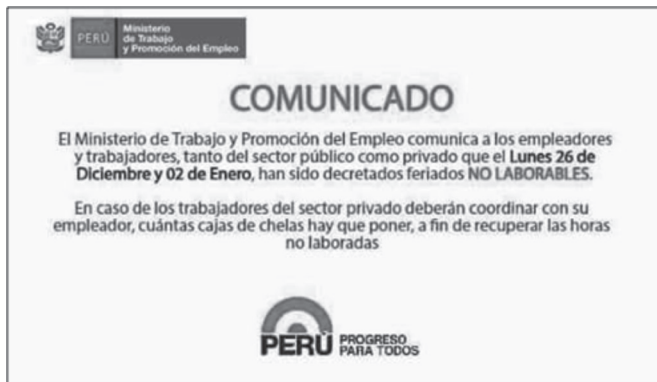 PERÚ
Ministerio
de Trabajo
y Promoción del Empleo
COMUNICADO
El Ministerio de Trabajo y Promoción del Empleo comunica a los empleadores
y trabajadores, tanto del sector público como privado que el Lunes 26 de
Diciembre y 02 de Enero, han sido decretados feriados NO LABORABLES.
En caso de los trabajadores del sector privado deberán coordinar con su
empleador, cuántas cajas de chelas hay que poner, a fin de recuperar las horas
no laboradas
PERÚ
PROGRESO
PARA TODOS